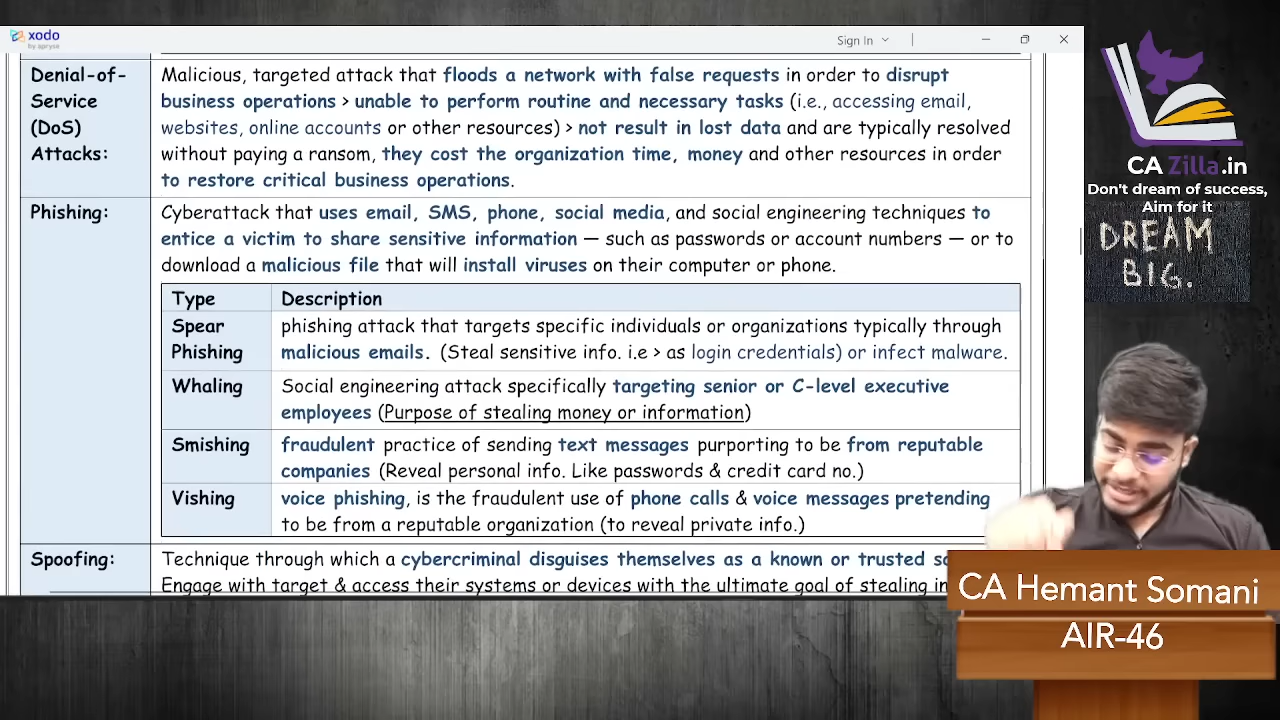 xodo
by apryse
Sign In
CA Zilla.in
Don't dream of success,
Aim for it
DREAM
BIG.
Denial-of-
Service
(DoS)
Attacks:
Malicious, targeted attack that floods a network with false requests in order to disrupt
business operations > unable to perform routine and necessary tasks (i.e., accessing email,
websites, online accounts or other resources) > not result in lost data and are typically resolved
without paying a ransom, they cost the organization time, money and other resources in order
to restore critical business operations.
Phishing:
Cyberattack that uses email, SMS, phone, social media, and social engineering techniques to
entice a victim to share sensitive information — such as passwords or account numbers — or to
download a malicious file that will install viruses on their computer or phone.
Type Description
Spear
Phishing
phishing attack that targets specific individuals or organizations typically through
malicious emails. (Steal sensitive info. i.e > as login credentials) or infect malware.
Whaling
Social engineering attack specifically targeting senior or C-level executive
employees (Purpose of stealing money or information)
Smishing
fraudulent practice of sending text messages purporting to be from reputable
companies (Reveal personal info. Like passwords & credit card no.)
Vishing
voice phishing, is the fraudulent use of phone calls & voice messages pretending
to be from a reputable organization (to reveal private info.)
Spoofing:
Technique through which a cybercriminal disguises themselves as a known or trusted
Engage with target & access their systems or devices with the ultimate goal of stealing
CA Hemant Somani
AIR-46